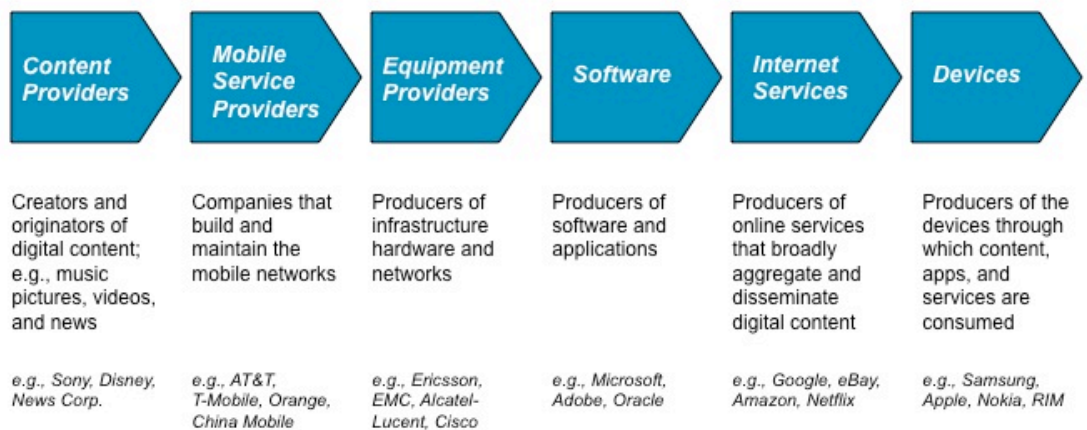 Content
Providers
Mobile
Service
Providers
Equipment
Providers
Software
Internet
Services
Devices
Creators and
originators of
digital content;
e.g., music
pictures, videos,
and news
Companies that
build and
maintain the
mobile networks
Producers of
infrastructure
hardware and
networks
Producers of
software and
applications
Producers of
online services
that broadly
aggregate and
disseminate
digital content
Producers of the
devices through
which content,
apps, and
services are
consumed
e.g., Sony, Disney,
News Corp.
e.g., AT&T,
T-Mobile, Orange,
China Mobile
e.g., Ericsson,
EMC, Alcatel-
Lucent, Cisco
e.g., Microsoft,
Adobe, Oracle
e.g., Google, eBay,
Amazon, Netflix
e.g., Samsung,
Apple, Nokia, RIM